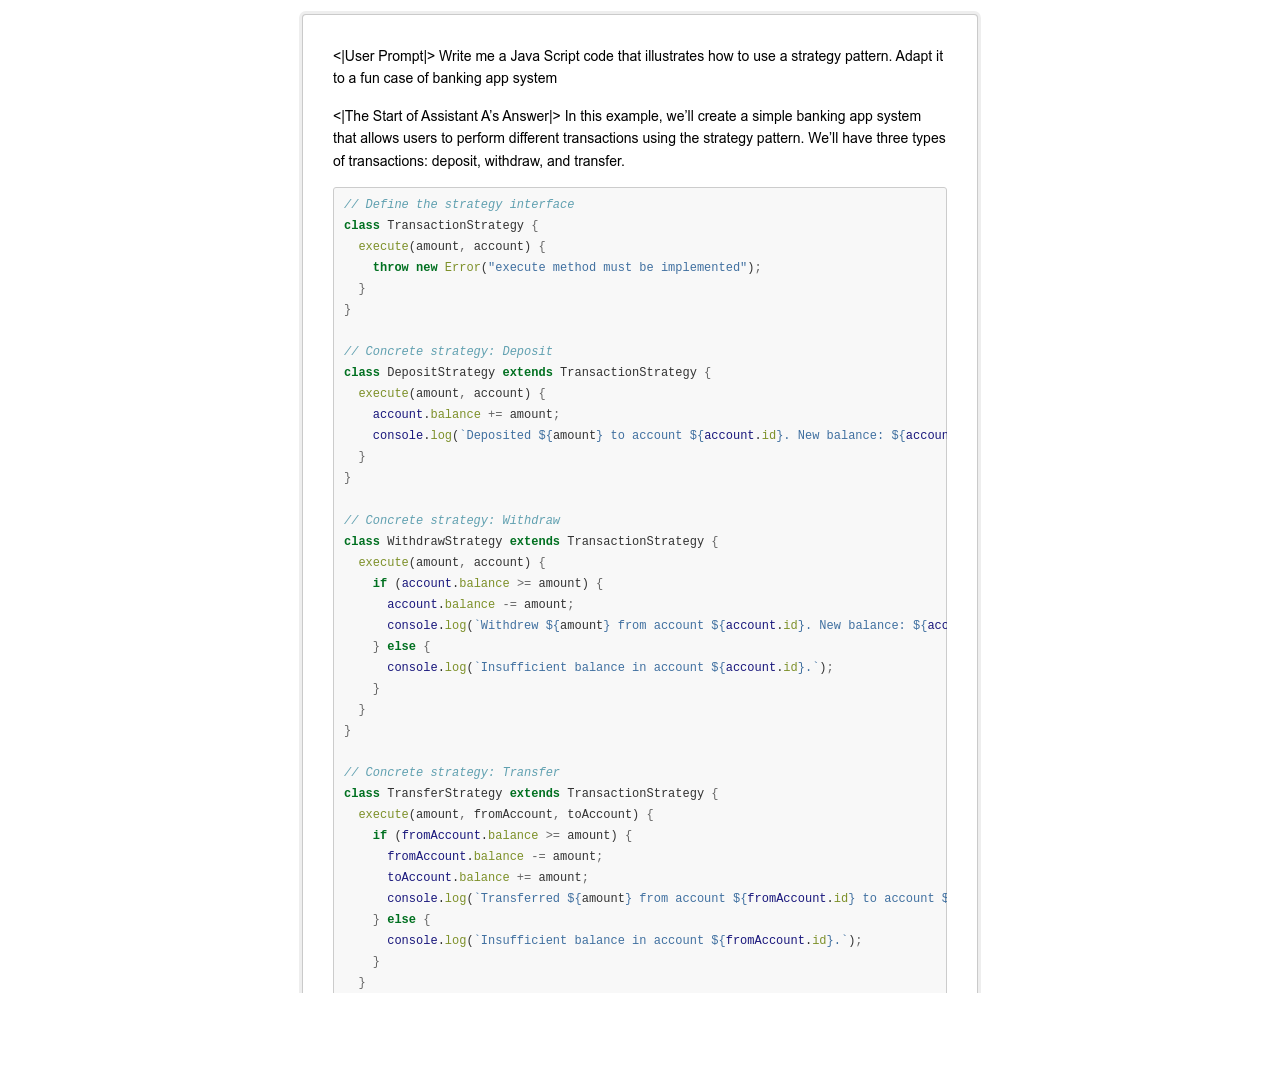 <|User Prompt|> Write me a Java Script code that illustrates how to use a strategy pattern. Adapt it
to a fun case of banking app system
<|The Start of Assistant A’s Answer|> In this example, we’ll create a simple banking app system
that allows users to perform different transactions using the strategy pattern. We’ll have three types
of transactions: deposit, withdraw, and transfer.
// Define the strategy interface
class TransactionStrategy {
  execute(amount, account) {
    throw new Error("execute method must be implemented");
  }
}
// Concrete strategy: Deposit
class DepositStrategy extends TransactionStrategy {
  execute(amount, account) {
    account.balance += amount;
    console.log(`Deposited ${amount} to account ${account.id}. New balance: ${accoun
  }
}
// Concrete strategy: Withdraw
class WithdrawStrategy extends TransactionStrategy {
  execute(amount, account) {
    if (account.balance >= amount) {
      account.balance -= amount;
      console.log(`Withdrew ${amount} from account ${account.id}. New balance: ${acc
    } else {
      console.log(`Insufficient balance in account ${account.id}.`);
    }
  }
}
// Concrete strategy: Transfer
class TransferStrategy extends TransactionStrategy {
  execute(amount, fromAccount, toAccount) {
    if (fromAccount.balance >= amount) {
      fromAccount.balance -= amount;
      toAccount.balance += amount;
      console.log(`Transferred ${amount} from account ${fromAccount.id} to account $
    } else {
      console.log(`Insufficient balance in account ${fromAccount.id}.`);
    }
  }